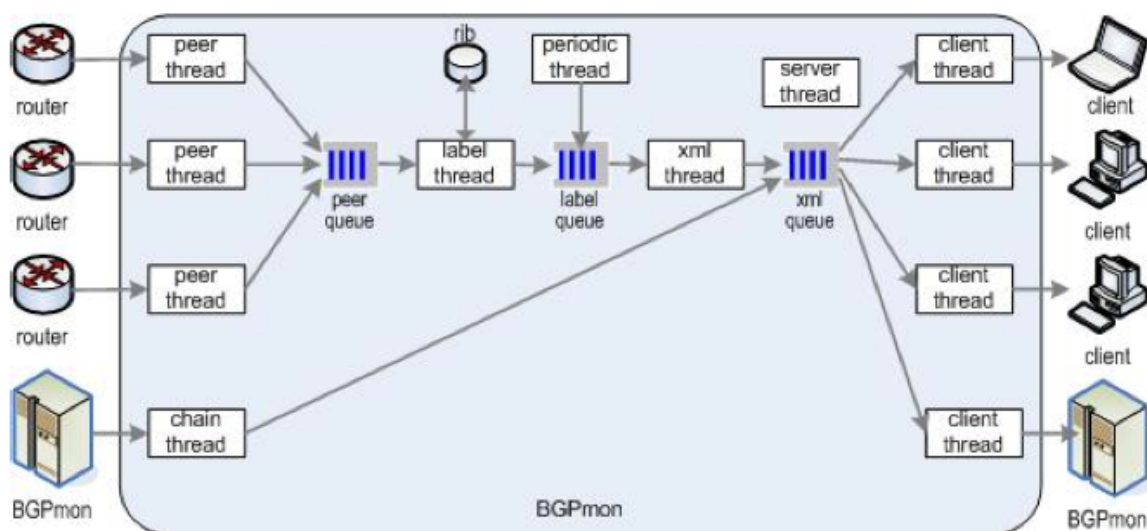 rib
peer
thread
periodic
thread
server
thread
client
thread
router
client
peer
thread
label
thread
xml thread
client
thread
peer
queue
label
queue
xml
queue
router
client
peer
thread
client
thread
router
client
chain
thread
client
thread
BGPmon
BGPmon
BGPmon